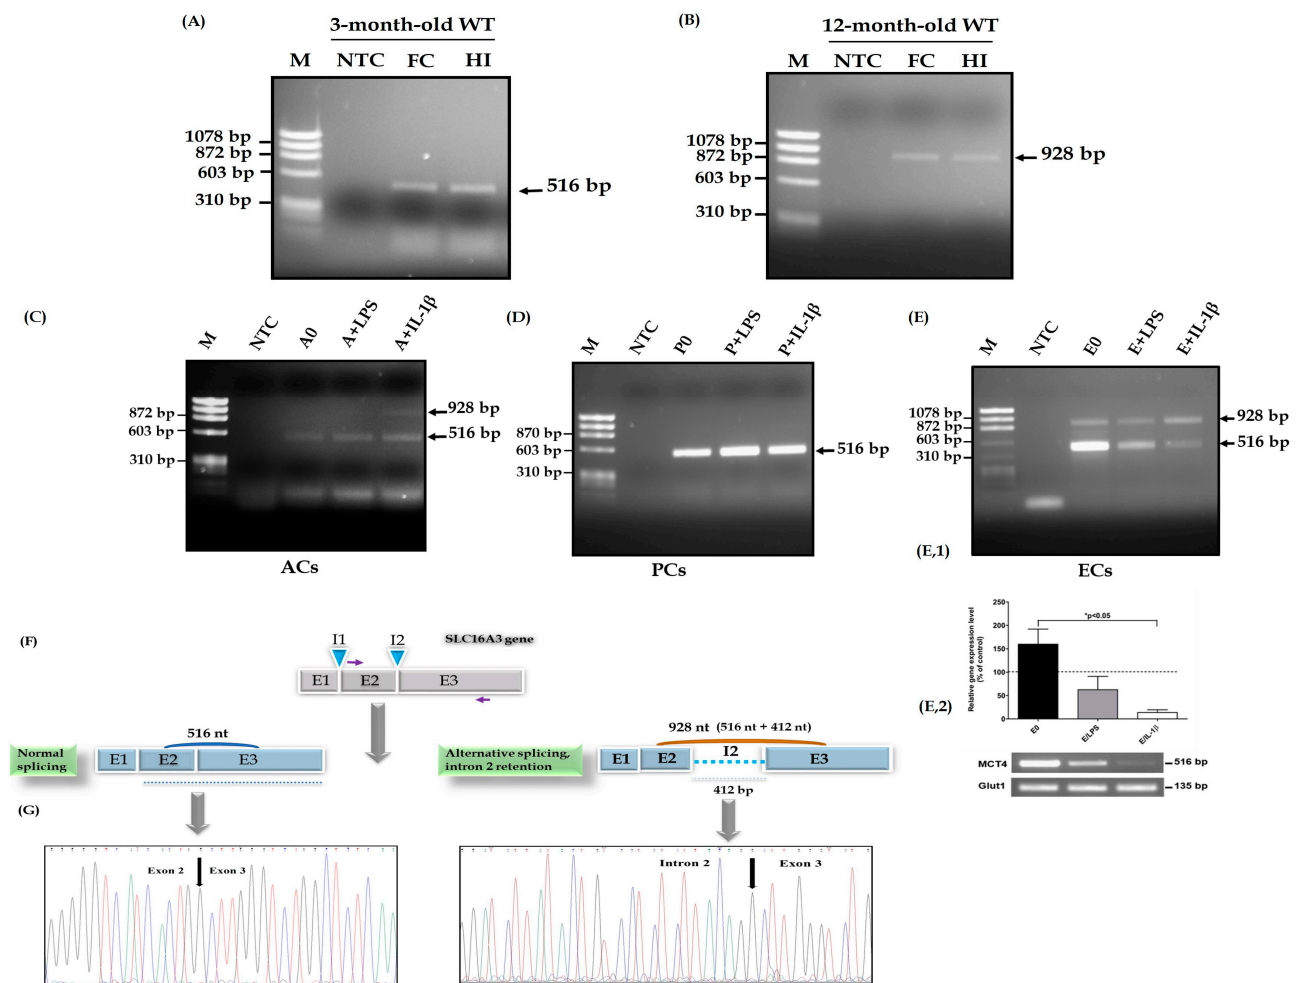 (A)
3-month-old WT
M NTC FC HI
1078 bp
872 bp
603 bp
310 bp
516 bp
(B)
12-month-old WT
M NTC FC HI
1078 bp
872 bp
603 bp
310 bp
928 bp
(C)
M NTC A0 A+LPS A+IL-1β
872 bp
603 bp
310 bp
928 bp
516 bp
ACs
(D)
M NTC P0 P+LPS P+IL-1β
870 bp
603 bp
310 bp
516 bp
PCs
(E)
M NTC E0 E+LPS E+IL-1β
1078 bp
872 bp
603 bp
310 bp
928 bp
516 bp
(E,1)
ECs
(F)
I1 I2 SLC16A3 gene
E1 E2 E3
Normal
splicing
516 nt
E1 E2 E3
Alternative splicing,
intron 2 retention
928 nt (516 nt + 412 nt)
I2
E1 E2 E3
412 bp
(E,2)
Relative gene expression level
(% of control)
250
200
150
100
50
0
*p<0.05
E0 E/LPS E/IL-1β
MCT4 516 bp
Glut1 135 bp
(G)
Exon 2 Exon 3
Intron 2 Exon 3